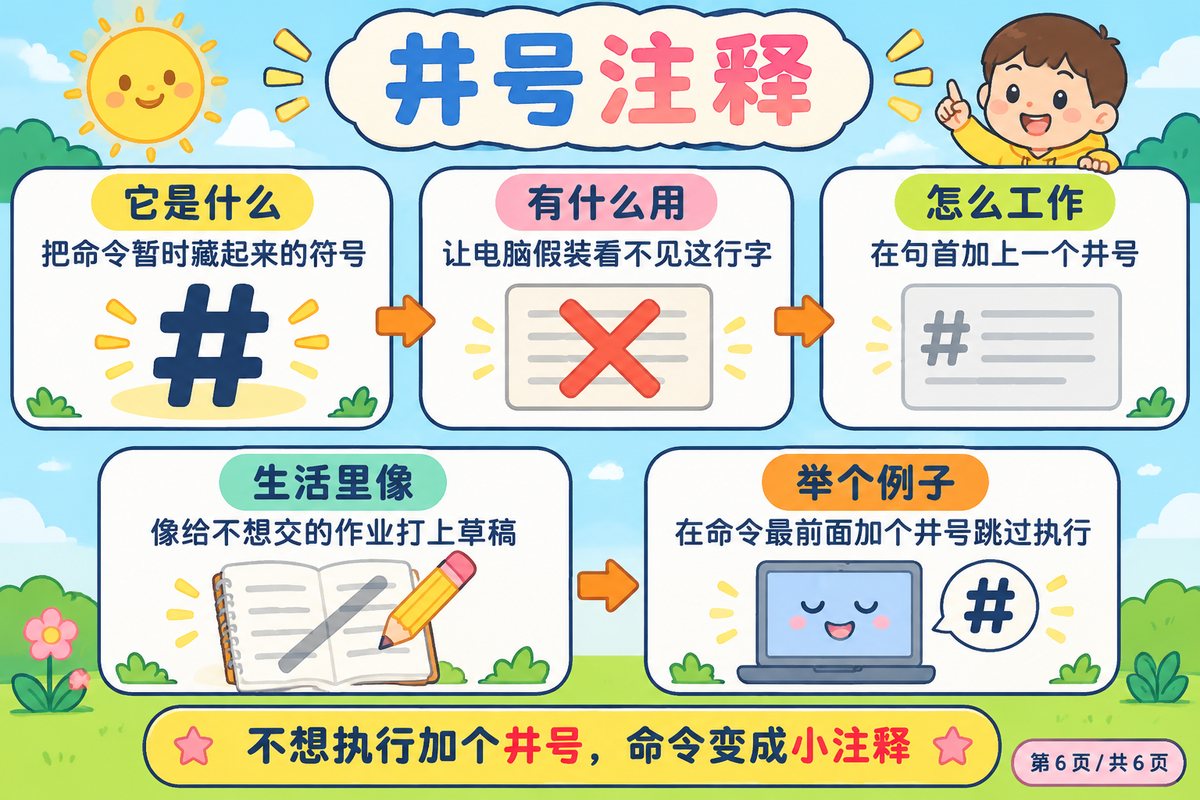 井号注释
它是什么
把命令暂时藏起来的符号
#
有什么用
让电脑假装看不见这行字
怎么工作
在句首加上一个井号
#
生活里像
像给不想交的作业打上草稿
举个例子
在命令最前面加个井号跳过执行
#
不想执行加个井号，命令变成小注释
第6页/共6页